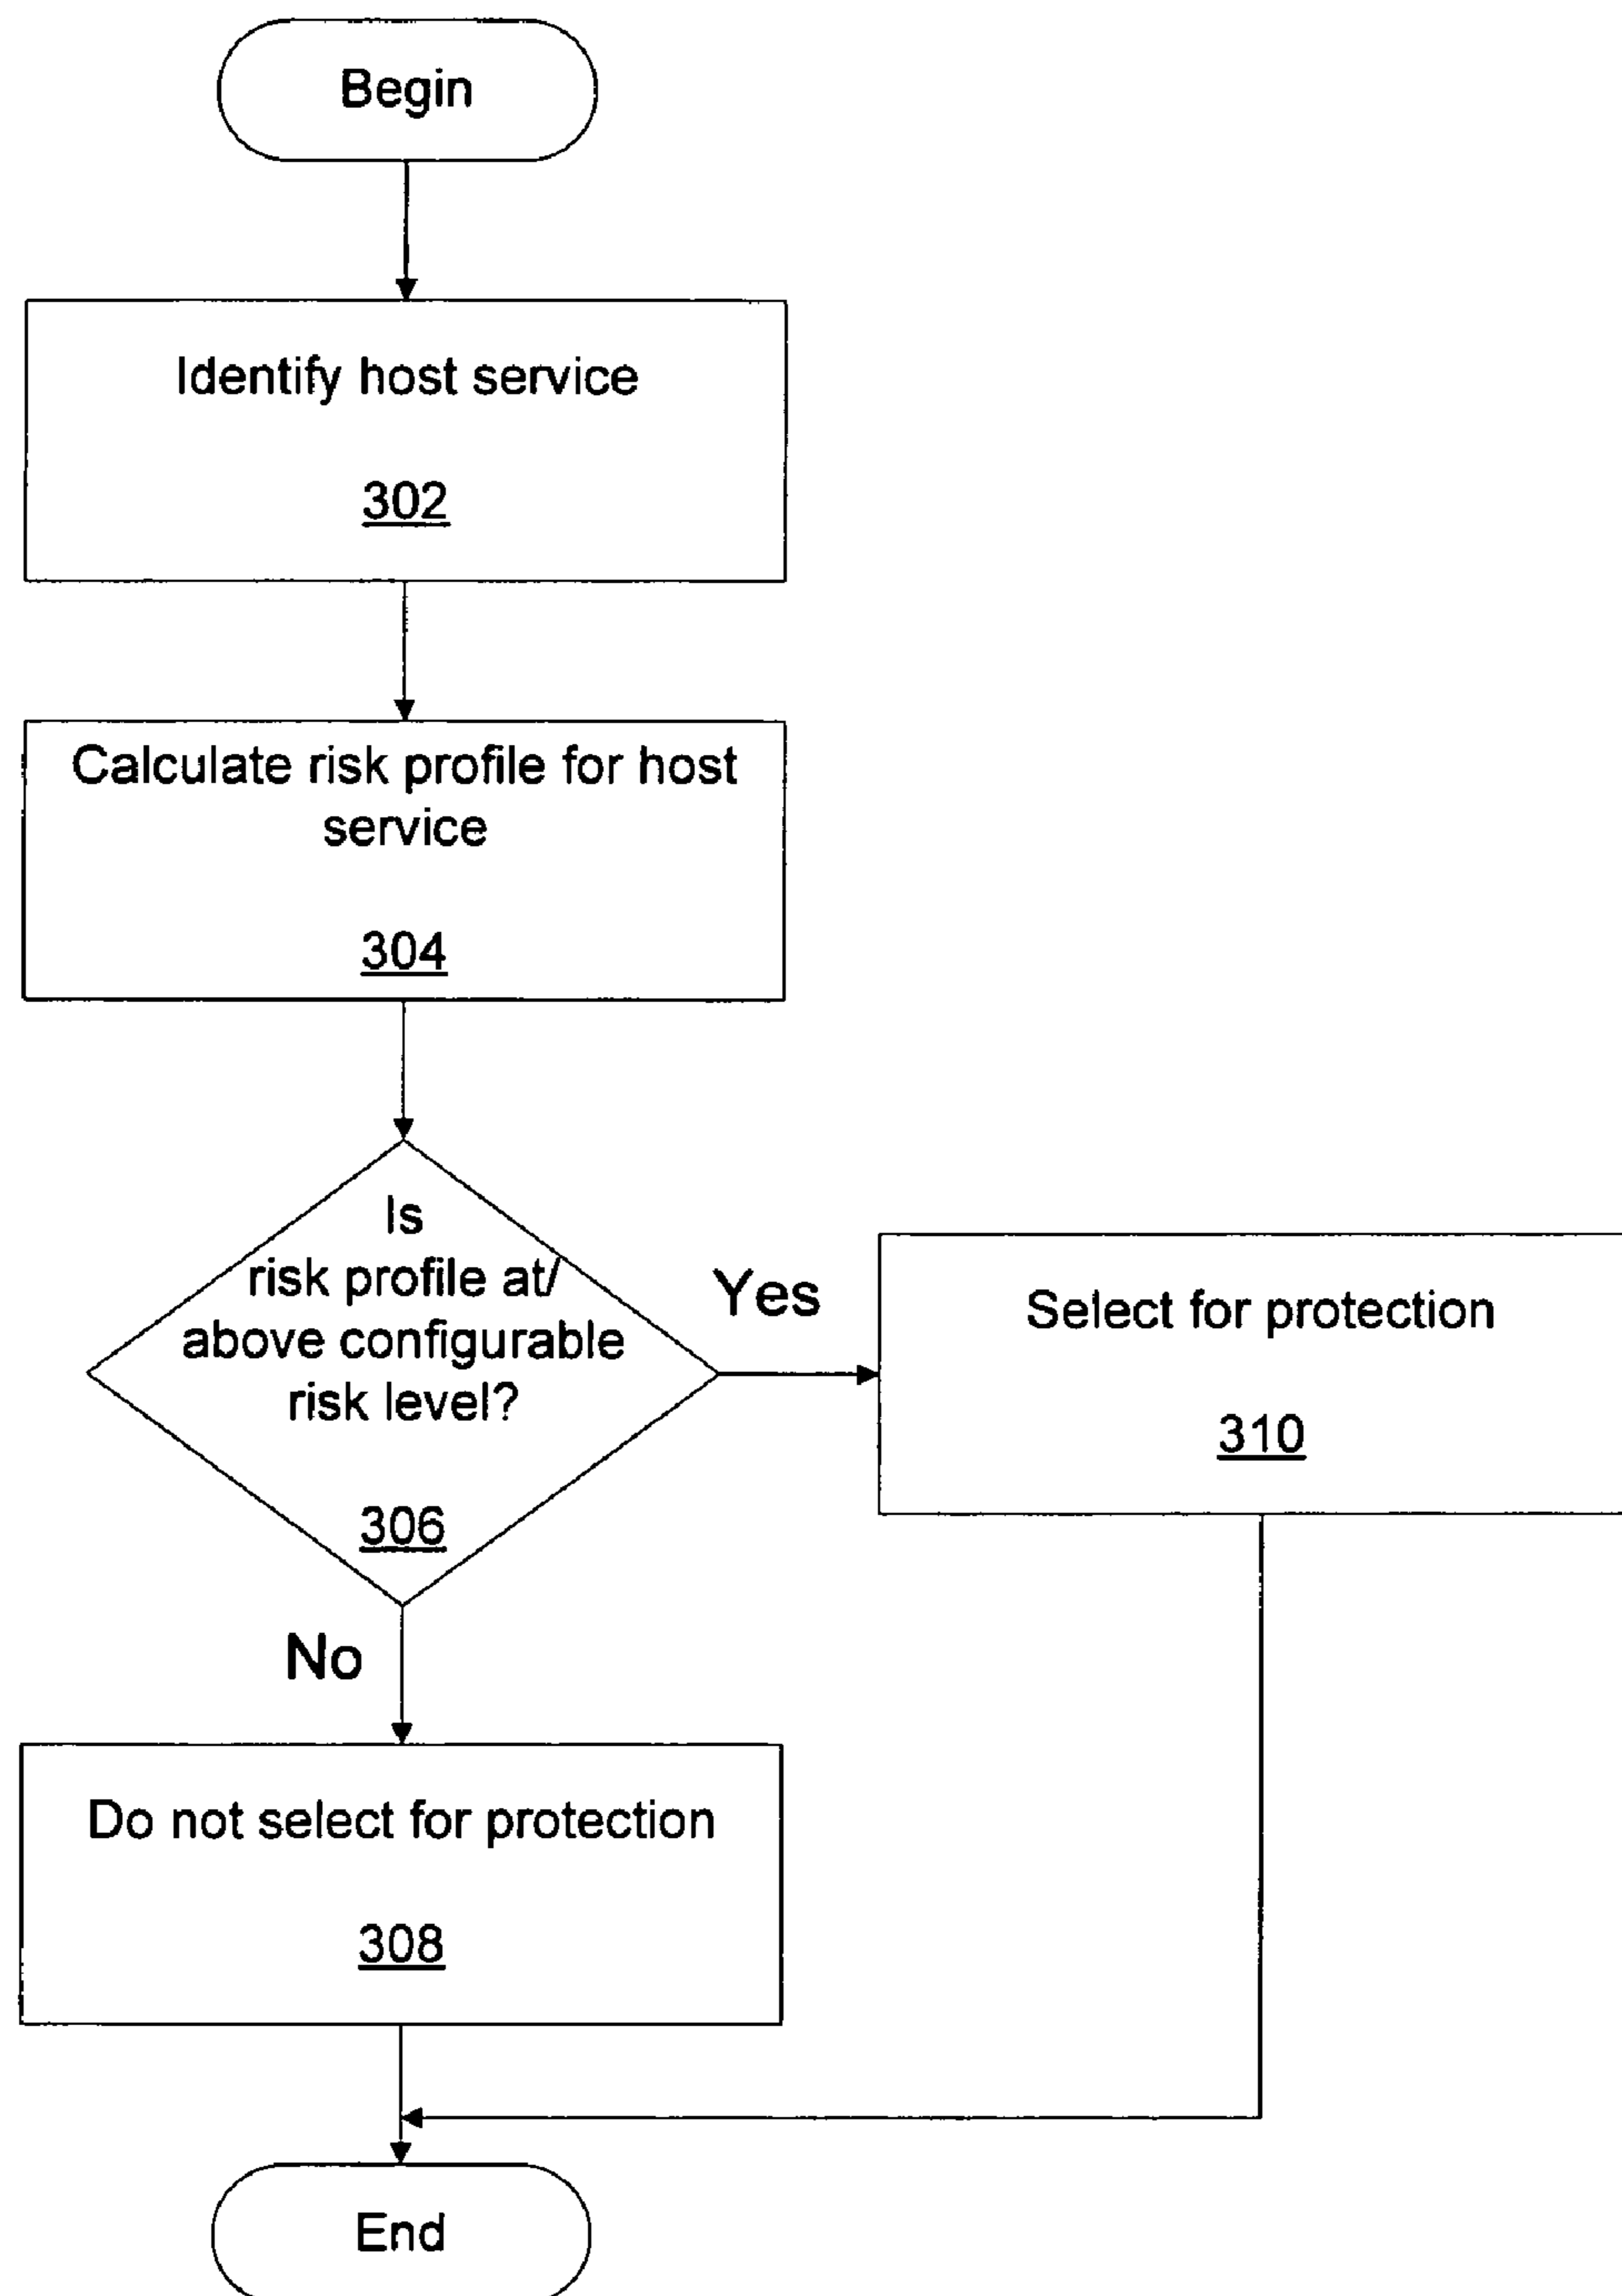 Begin
Identify host service
302
Calculate risk profile for host
service
304
Is
risk profile at/
above configurable
risk level?
306
Yes
Select for protection
310
No
Do not select for protection
308
End